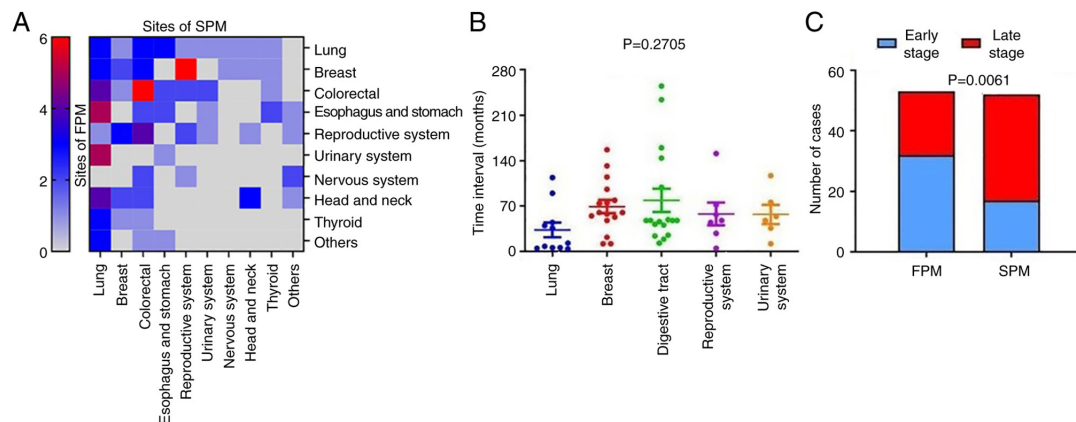 A
Sites of SPM
6
4
2
0
Sites of FPM
Lung
Breast
Colorectal
Esophagus and stomach
Reproductive system
Urinary system
Nervous system
Head and neck
Thyroid
Others
Lung
Breast
Colorectal
Esophagus and stomach
Reproductive system
Urinary system
Nervous system
Head and neck
Thyroid
Others
B
P=0.2705
Time interval (months)
280
210
140
70
0
Lung
Breast
Digestive tract
Reproductive
system
Urinary
system
C
Early
stage
Late
stage
P=0.0061
Number of cases
60
40
20
0
FPM
SPM